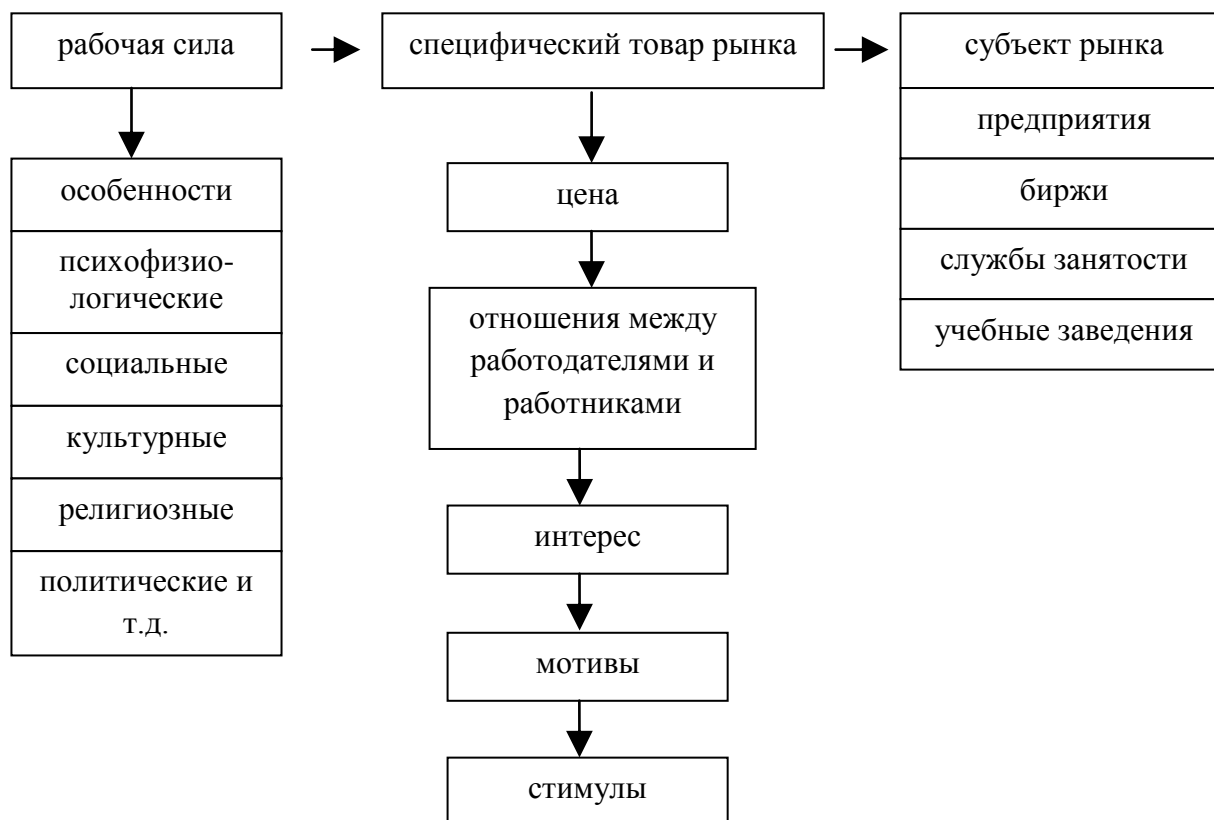 рабочая сила
специфический товар рынка
субъект рынка
предприятия
биржи
службы занятости
учебные заведения
особенности
психофизио-
логические
социальные
культурные
религиозные
политические и
т.д.
цена
отношения между
работодателями и
работниками
интерес
мотивы
стимулы